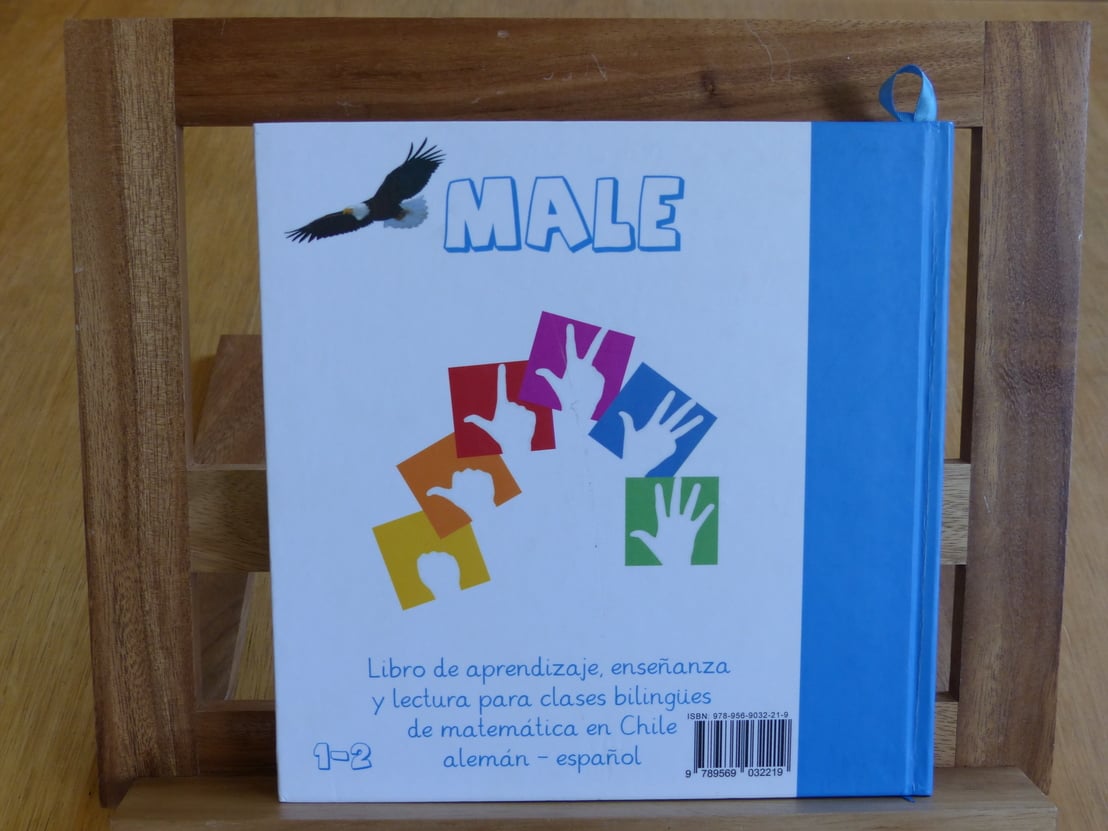 MALE
Libro de aprendizaje, enseñanza
y lectura para clases bilingües
de matemática en Chile
alemán – español
1-2
ISBN: 978-956-9032-21-9
9 789569 032219